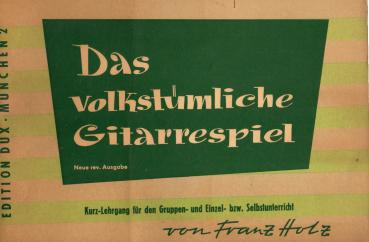 Das
volkstümliche
Gitarrespiel
Neue rev. Ausgabe
Kurz-Lehrgang für den Gruppen- und Einzel- bzw. Selbstunterricht
von Franz Holz
EDITION DUX · MÜNCHEN 2